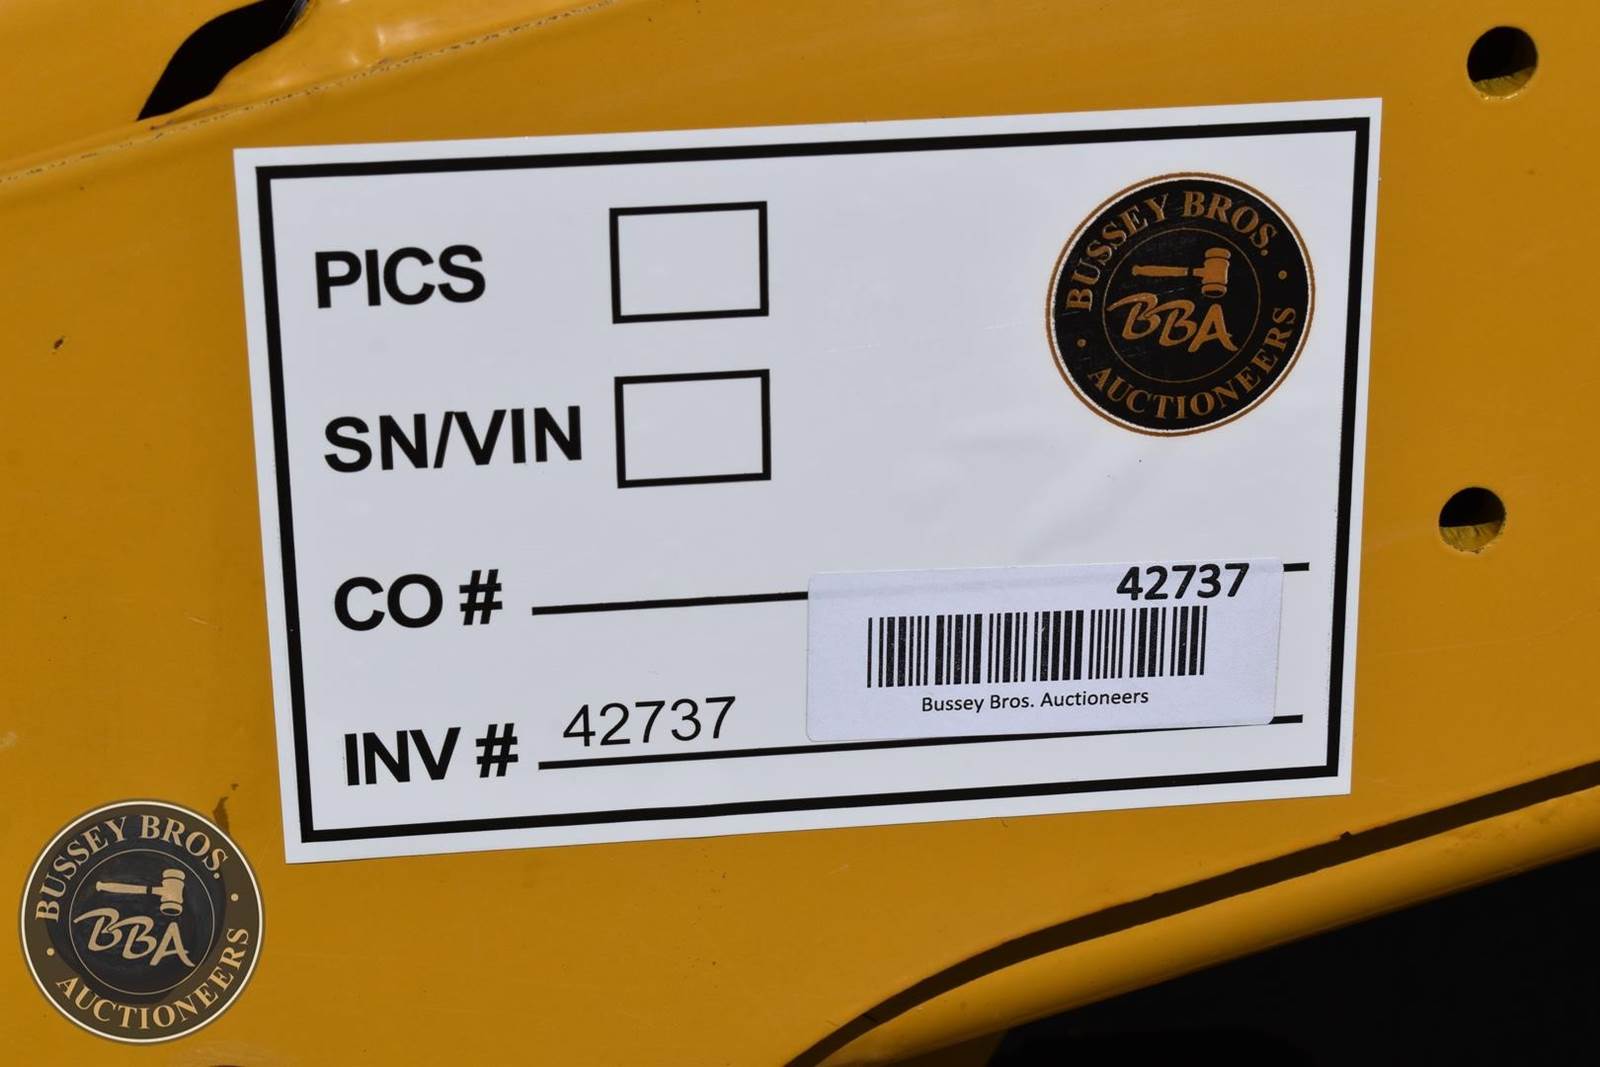 PICS
BUSSEY BROS.
BBA
AUCTIONEERS
SN/VIN
CO #
42737
Bussey Bros. Auctioneers
INV # 42737
BUSSEY BROS.
BBA
AUCTIONEERS